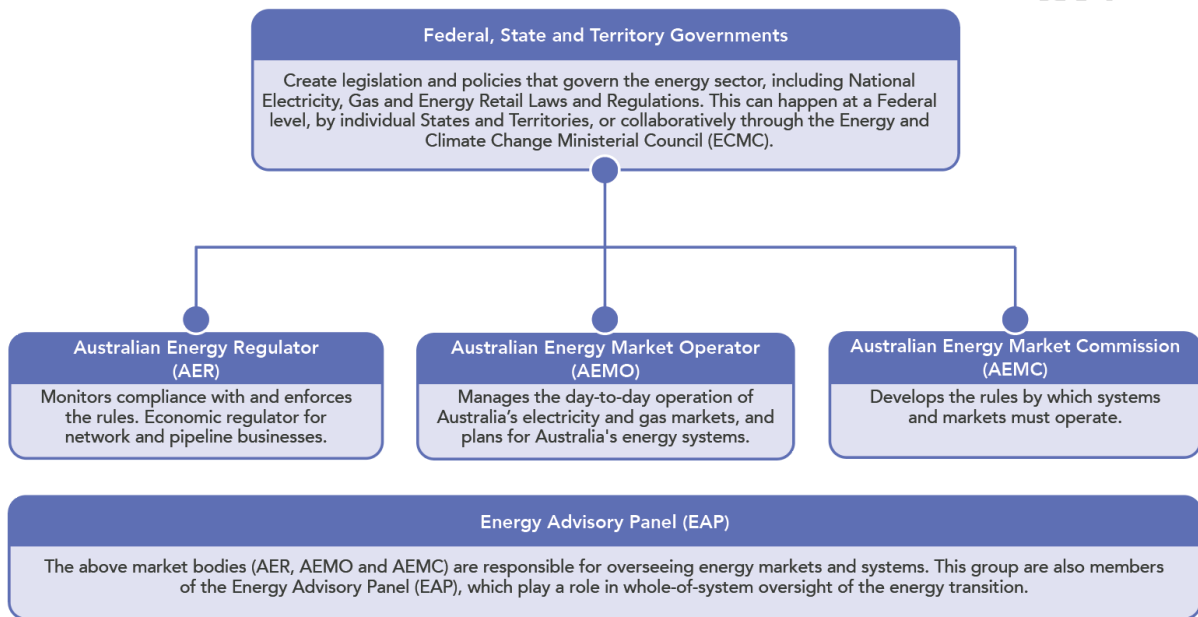 Federal, State and Territory Governments
Create legislation and policies that govern the energy sector, including National
Electricity, Gas and Energy Retail Laws and Regulations. This can happen at a Federal
level, by individual States and Territories, or collaboratively through the Energy and
Climate Change Ministerial Council (ECMC).
Australian Energy Regulator
(AER)
Monitors compliance with and enforces
the rules. Economic regulator for
network and pipeline businesses.
Australian Energy Market Operator
(AEMO)
Manages the day-to-day operation of
Australia’s electricity and gas markets, and
plans for Australia's energy systems.
Australian Energy Market Commission
(AEMC)
Develops the rules by which systems
and markets must operate.
Energy Advisory Panel (EAP)
The above market bodies (AER, AEMO and AEMC) are responsible for overseeing energy markets and systems. This group are also members
of the Energy Advisory Panel (EAP), which play a role in whole-of-system oversight of the energy transition.